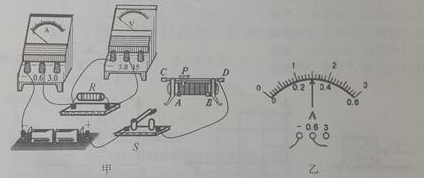 A
V
- 0.6 3.0
- 3.0 15
R
C P D
A B
- +
S
甲
0 1 2 3
0 0.2 0.4 0.6
A
- 0.6 3
乙